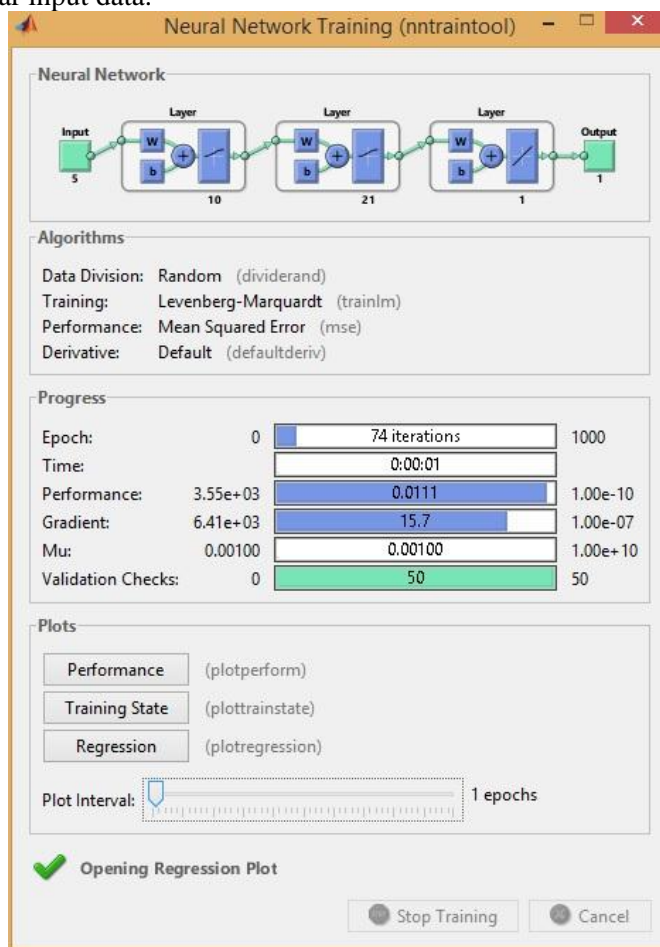 ar input data.
Neural Network Training (nntraintool)
Neural Network
Layer Layer Layer
Input Output
W W W
b b b
5 10 21 1 1
Algorithms
Data Division: Random (dividerand)
Training: Levenberg-Marquardt (trainlm)
Performance: Mean Squared Error (mse)
Derivative: Default (defaultderiv)
Progress
Epoch: 0 74 iterations 1000
Time: 0:00:01
Performance: 3.55e+03 0.0111 1.00e-10
Gradient: 6.41e+03 15.7 1.00e-07
Mu: 0.00100 0.00100 1.00e+10
Validation Checks: 0 50 50
Plots
Performance (plotperform)
Training State (plottrainstate)
Regression (plotregression)
Plot Interval: 1 epochs
Opening Regression Plot
Stop Training Cancel